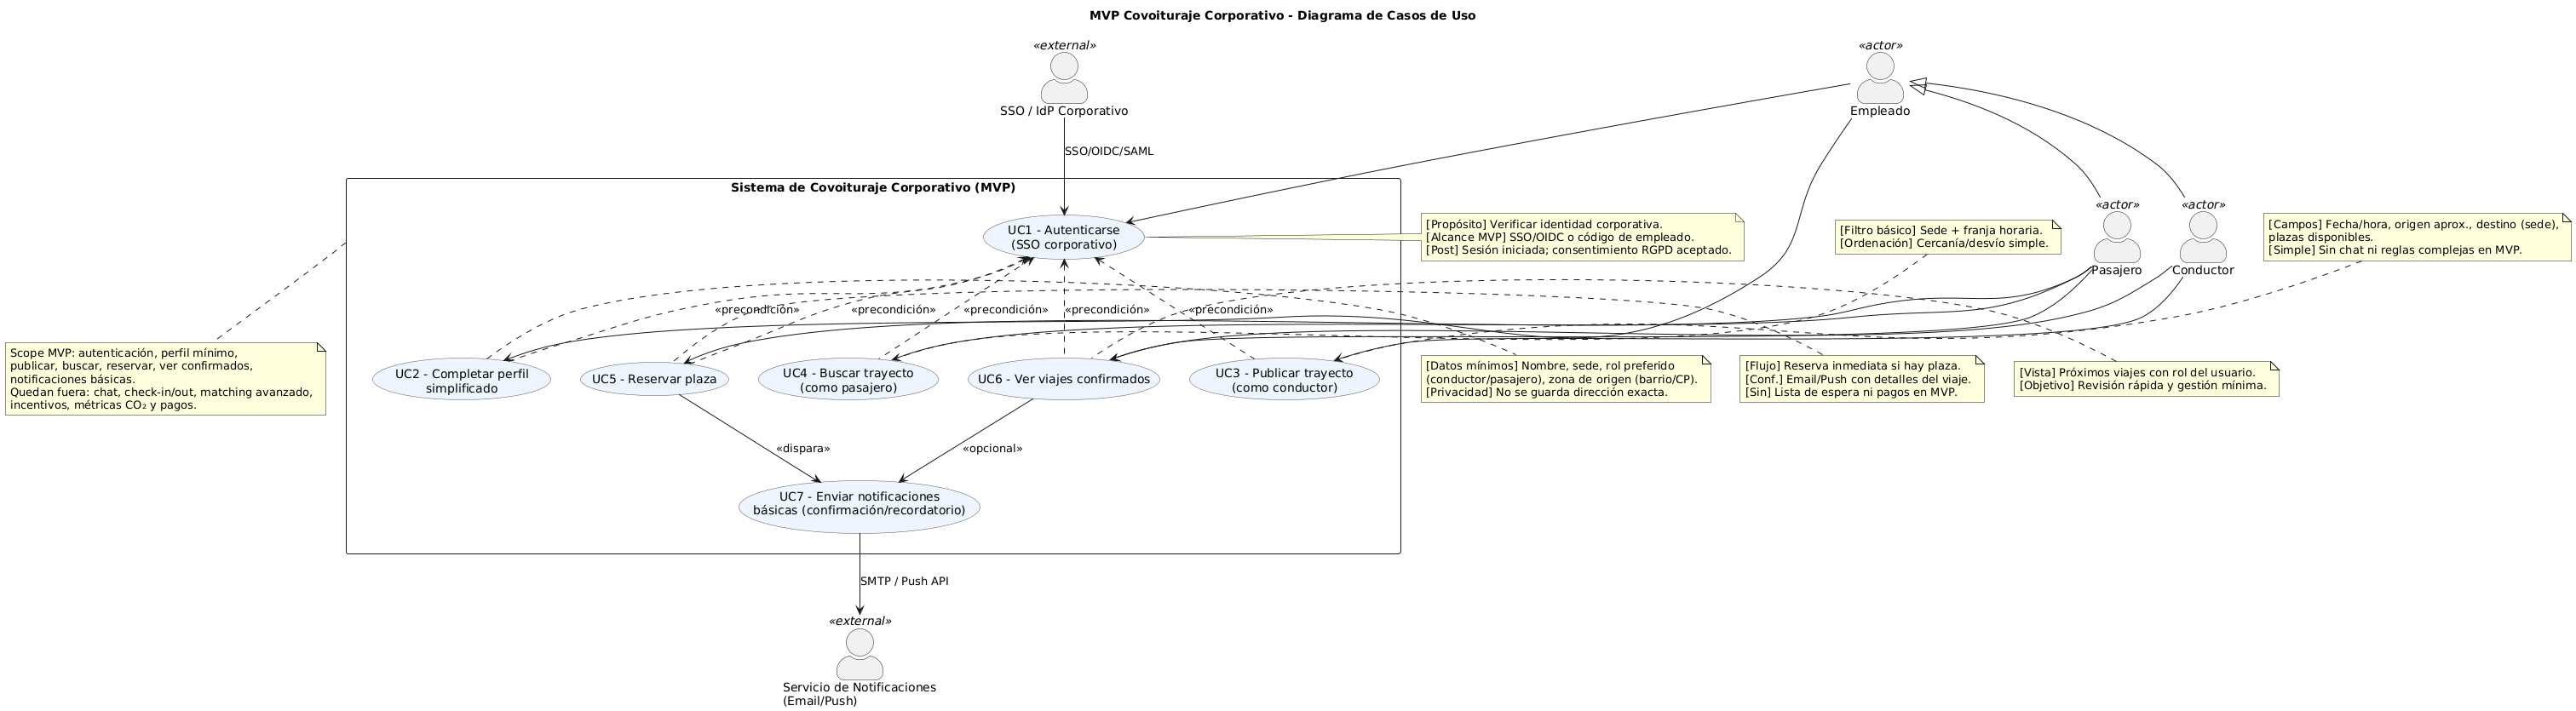 MVP Covoituraje Corporativo - Diagrama de Casos de Uso
«external»
SSO / IdP Corporativo
«actor»
Empleado
SSO/OIDC/SAML
Sistema de Covoituraje Corporativo (MVP)
UC1 - Autenticarse
(SSO corporativo)
[Propósito] Verificar identidad corporativa.
[Alcance MVP] SSO/OIDC o código de empleado.
[Post] Sesión iniciada; consentimiento RGPD aceptado.
[Filtro básico] Sede + franja horaria.
[Ordenación] Cercanía/desvío simple.
«actor»
Pasajero
«actor»
Conductor
[Campos] Fecha/hora, origen aprox., destino (sede),
plazas disponibles.
[Simple] Sin chat ni reglas complejas en MVP.
«precondición»
«precondición»
«precondición»
«precondición»
«precondición»
Scope MVP: autenticación, perfil mínimo,
publicar, buscar, reservar, ver confirmados,
notificaciones básicas.
Quedan fuera: chat, check-in/out, matching avanzado,
incentivos, métricas CO₂ y pagos.
UC2 - Completar perfil
simplificado
UC5 - Reservar plaza
UC4 - Buscar trayecto
(como pasajero)
UC6 - Ver viajes confirmados
UC3 - Publicar trayecto
(como conductor)
[Datos mínimos] Nombre, sede, rol preferido
(conductor/pasajero), zona de origen (barrio/CP).
[Privacidad] No se guarda dirección exacta.
[Flujo] Reserva inmediata si hay plaza.
[Conf.] Email/Push con detalles del viaje.
[Sin] Lista de espera ni pagos en MVP.
[Vista] Próximos viajes con rol del usuario.
[Objetivo] Revisión rápida y gestión mínima.
«dispara»
«opcional»
UC7 - Enviar notificaciones
básicas (confirmación/recordatorio)
SMTP / Push API
«external»
Servicio de Notificaciones
(Email/Push)